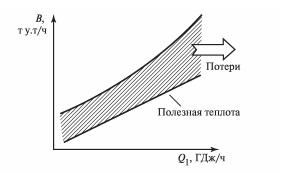 B,
т у.т/ч
Потери
Полезная теплота
Q1, ГДж/ч